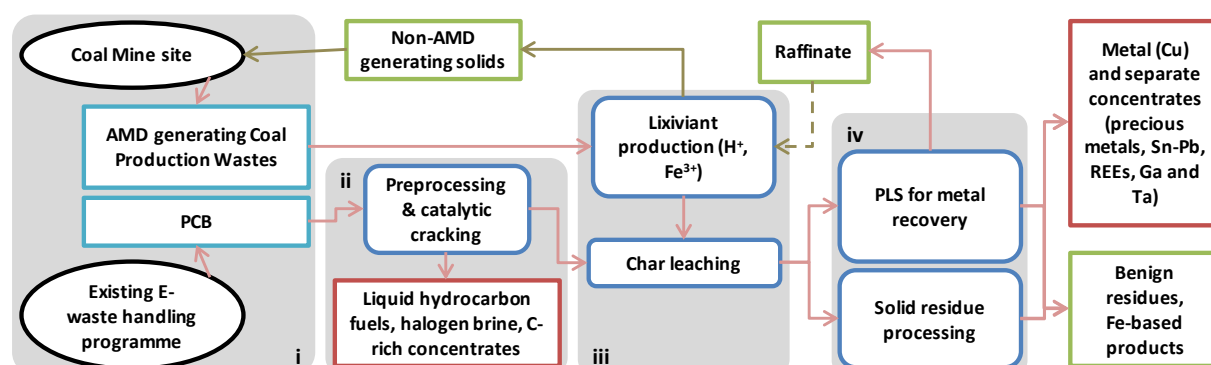 Coal Mine site
Non-AMD
generating solids
Raffinate
Metal (Cu)
and separate
concentrates
(precious
metals, Sn-Pb,
REEs, Ga and
Ta)
AMD generating Coal
Production Wastes
Lixiviant
production (H⁺,
Fe³⁺)
iv
ii
Preprocessing
& catalytic
cracking
PLS for metal
recovery
PCB
Char leaching
Existing E-
waste handling
programme
i
Liquid hydrocarbon
fuels, halogen brine, C-
rich concentrates
iii
Solid residue
processing
Benign
residues,
Fe-based
products